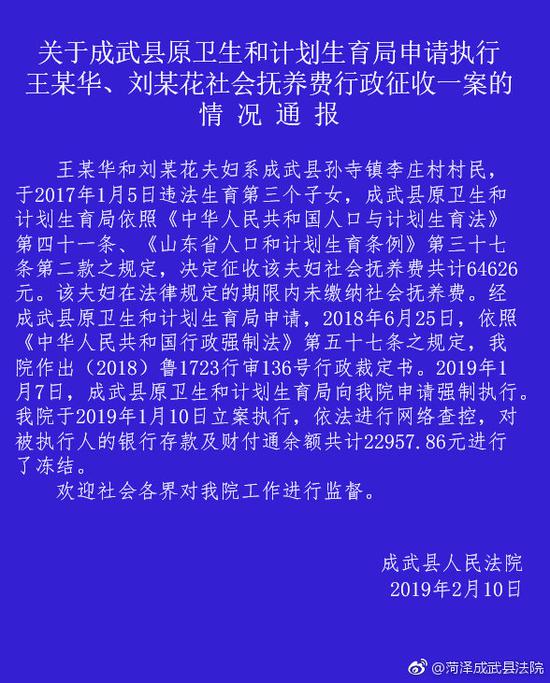 关于成武县原卫生和计划生育局申请执行
王某华、刘某花社会抚养费行政征收一案的
情 况 通 报
王某华和刘某花夫妇系成武县孙寺镇李庄村村民，
于2017年1月5日违法生育第三个子女，成武县原卫生和
计划生育局依照《中华人民共和国人口与计划生育法》
第四十一条、《山东省人口和计划生育条例》第三十七
条第二款之规定，决定征收该夫妇社会抚养费共计64626
元。该夫妇在法律规定的期限内未缴纳社会抚养费。经
成武县原卫生和计划生育局申请，2018年6月25日，依照
《中华人民共和国行政强制法》第五十七条之规定，我
院作出（2018）鲁1723行审136号行政裁定书。2019年1
月7日，成武县原卫生和计划生育局向我院申请强制执行。
我院于2019年1月10日立案执行，依法进行网络查控，对
被执行人的银行存款及财付通余额共计22957.86元进行
了冻结。
欢迎社会各界对我院工作进行监督。
成武县人民法院
2019年2月10日
@菏泽成武县法院